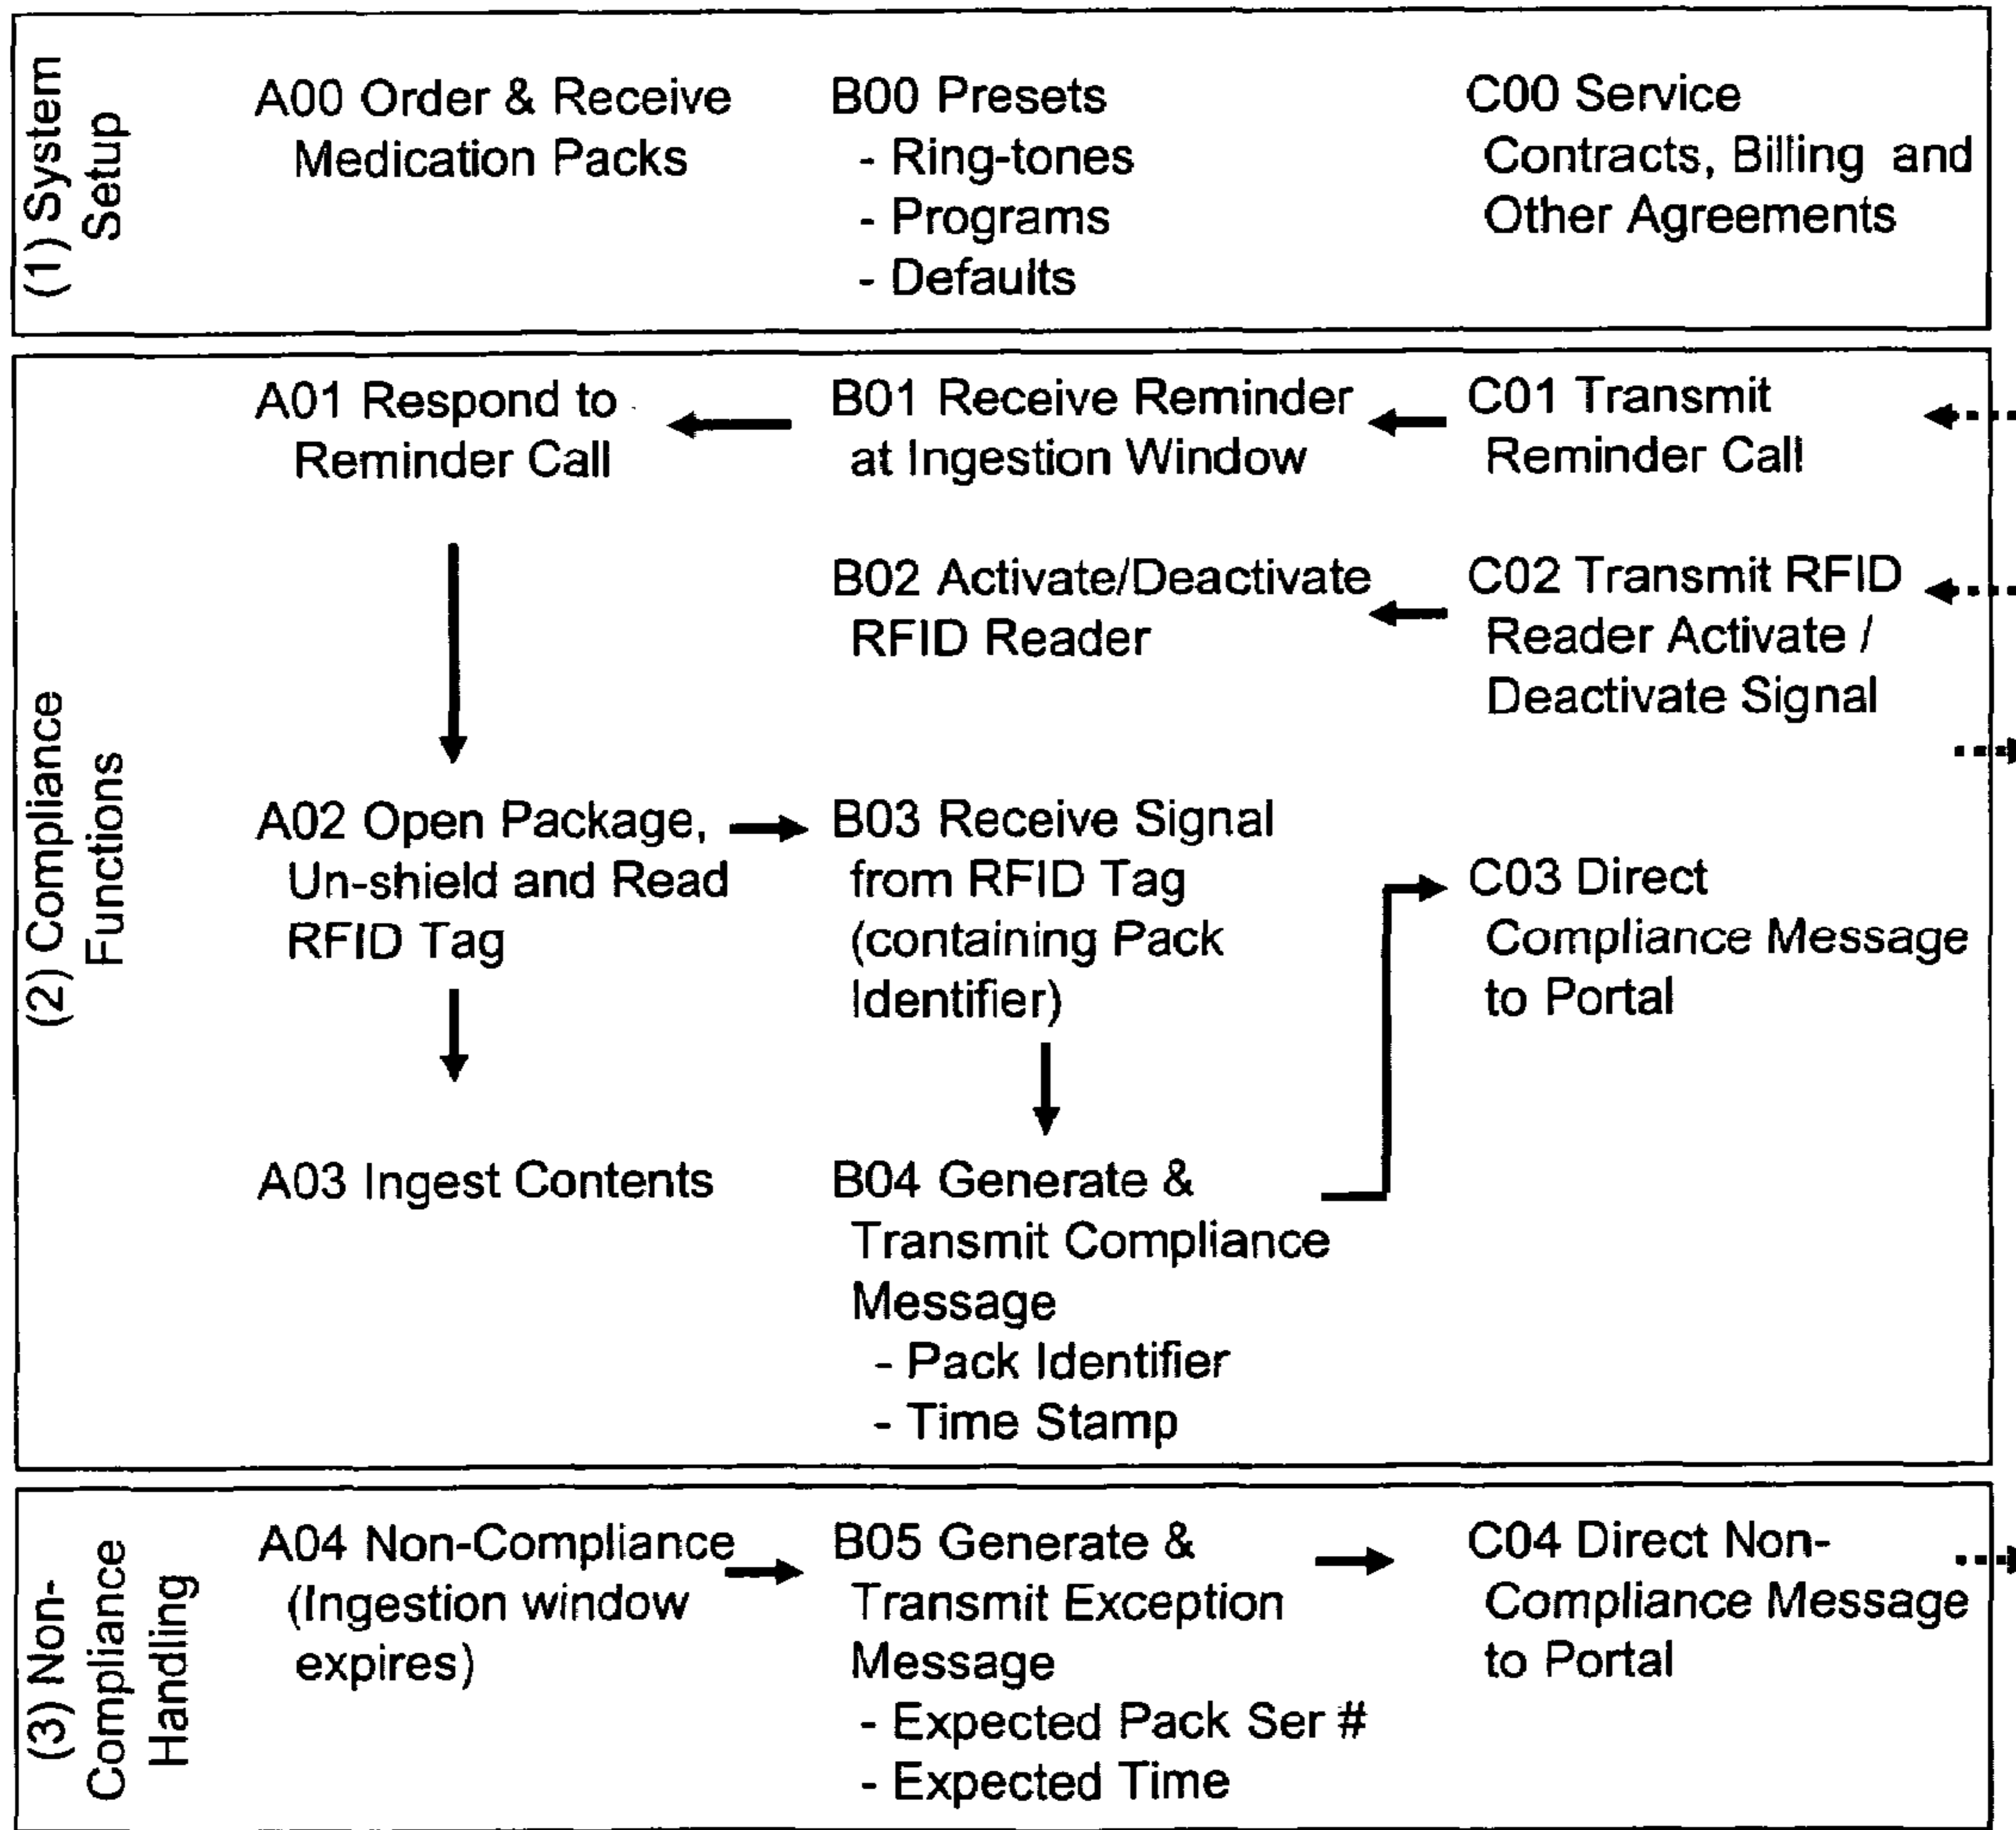 (1) System
Setup
A00 Order & Receive
Medication Packs
B00 Presets
- Ring-tones
- Programs
- Defaults
C00 Service
Contracts, Billing and
Other Agreements
(2) Compliance
Functions
A01 Respond to
Reminder Call
B01 Receive Reminder
at Ingestion Window
C01 Transmit
Reminder Call
B02 Activate/Deactivate
RFID Reader
C02 Transmit RFID
Reader Activate /
Deactivate Signal
A02 Open Package,
Un-shield and Read
RFID Tag
B03 Receive Signal
from RFID Tag
(containing Pack
Identifier)
C03 Direct
Compliance Message
to Portal
A03 Ingest Contents
B04 Generate &
Transmit Compliance
Message
- Pack Identifier
- Time Stamp
(3) Non-
Compliance
Handling
A04 Non-Compliance
(Ingestion window
expires)
B05 Generate &
Transmit Exception
Message
- Expected Pack Ser #
- Expected Time
C04 Direct Non-
Compliance Message
to Portal